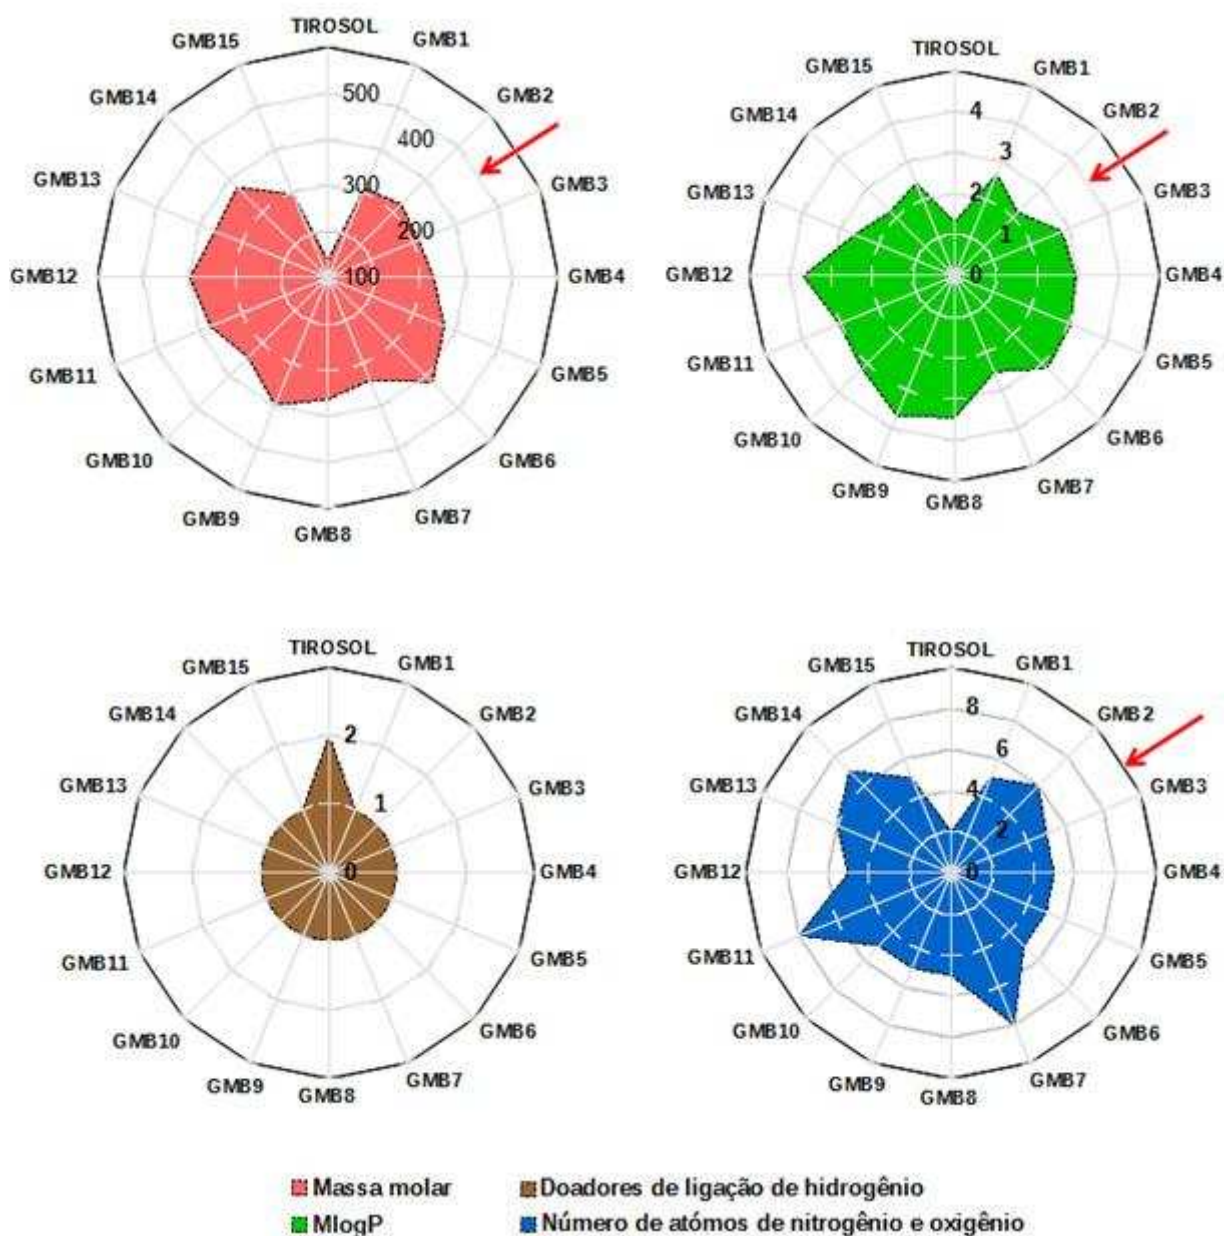 TIROSOL
GMB15 GMB1
GMB14 GMB2
GMB13 GMB3
GMB12 GMB4
GMB11 GMB5
GMB10 GMB6
GMB9 GMB7
GMB8
500
400
300
200
100
TIROSOL
GMB15 GMB1
GMB14 GMB2
GMB13 GMB3
GMB12 GMB4
GMB11 GMB5
GMB10 GMB6
GMB9 GMB7
GMB8
4
3
2
1
0
TIROSOL
GMB15 GMB1
GMB14 GMB2
GMB13 GMB3
GMB12 GMB4
GMB11 GMB5
GMB10 GMB6
GMB9 GMB7
GMB8
2
1
0
TIROSOL
GMB15 GMB1
GMB14 GMB2
GMB13 GMB3
GMB12 GMB4
GMB11 GMB5
GMB10 GMB6
GMB9 GMB7
GMB8
8
6
4
2
0
Massa molar Doadores de ligação de hidrogênio
MlogP Número de atómos de nitrogênio e oxigênio